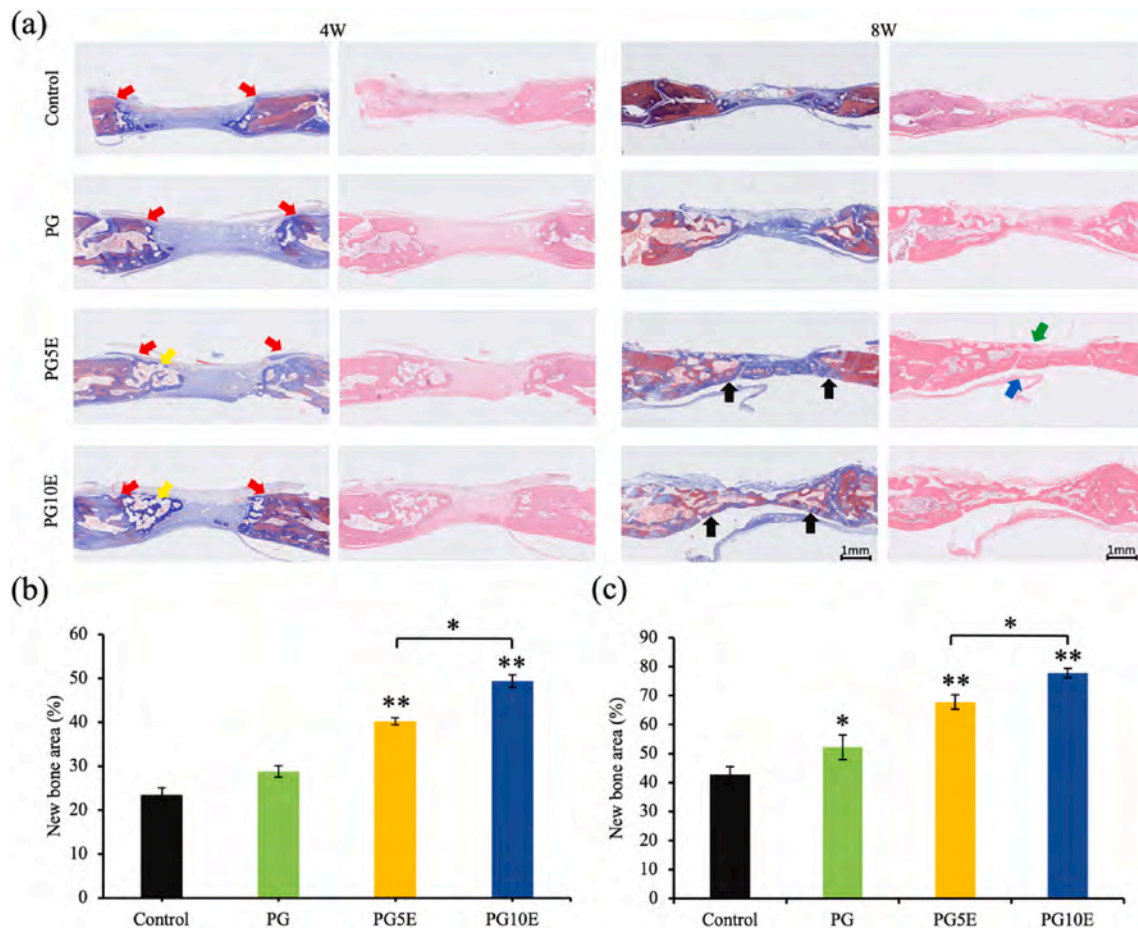 (a)
4W
8W
Control
PG
PG5E
PG10E
1mm
1mm
(b)
(c)
New bone area (%)
60
50
40
30
20
10
0
**
*
**
Control
PG
PG5E
PG10E
New bone area (%)
90
80
70
60
50
40
30
20
10
0
*
**
*
**
Control
PG
PG5E
PG10E